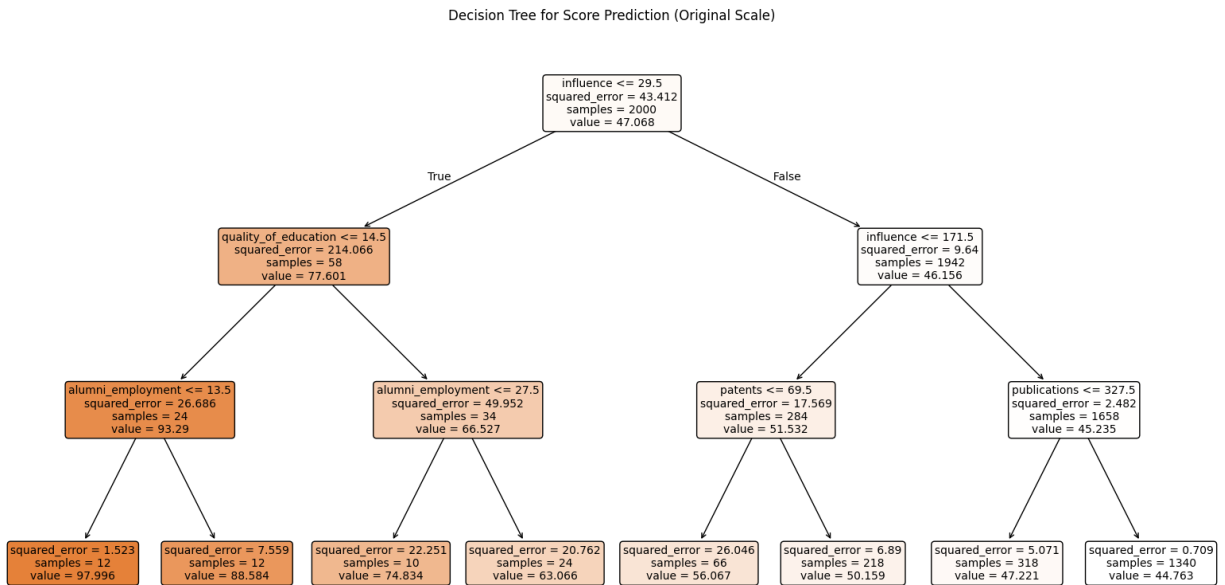 Decision Tree for Score Prediction (Original Scale)
influence <= 29.5
squared_error = 43.412
samples = 2000
value = 47.068
True
False
quality_of_education <= 14.5
squared_error = 214.066
samples = 58
value = 77.601
influence <= 171.5
squared_error = 9.64
samples = 1942
value = 46.156
alumni_employment <= 13.5
squared_error = 26.686
samples = 24
value = 93.29
alumni_employment <= 27.5
squared_error = 49.952
samples = 34
value = 66.527
patents <= 69.5
squared_error = 17.569
samples = 284
value = 51.532
publications <= 327.5
squared_error = 2.482
samples = 1658
value = 45.235
squared_error = 1.523
samples = 12
value = 97.996
squared_error = 7.559
samples = 12
value = 88.584
squared_error = 22.251
samples = 10
value = 74.834
squared_error = 20.762
samples = 24
value = 63.066
squared_error = 26.046
samples = 66
value = 56.067
squared_error = 6.89
samples = 218
value = 50.159
squared_error = 5.071
samples = 318
value = 47.221
squared_error = 0.709
samples = 1340
value = 44.763